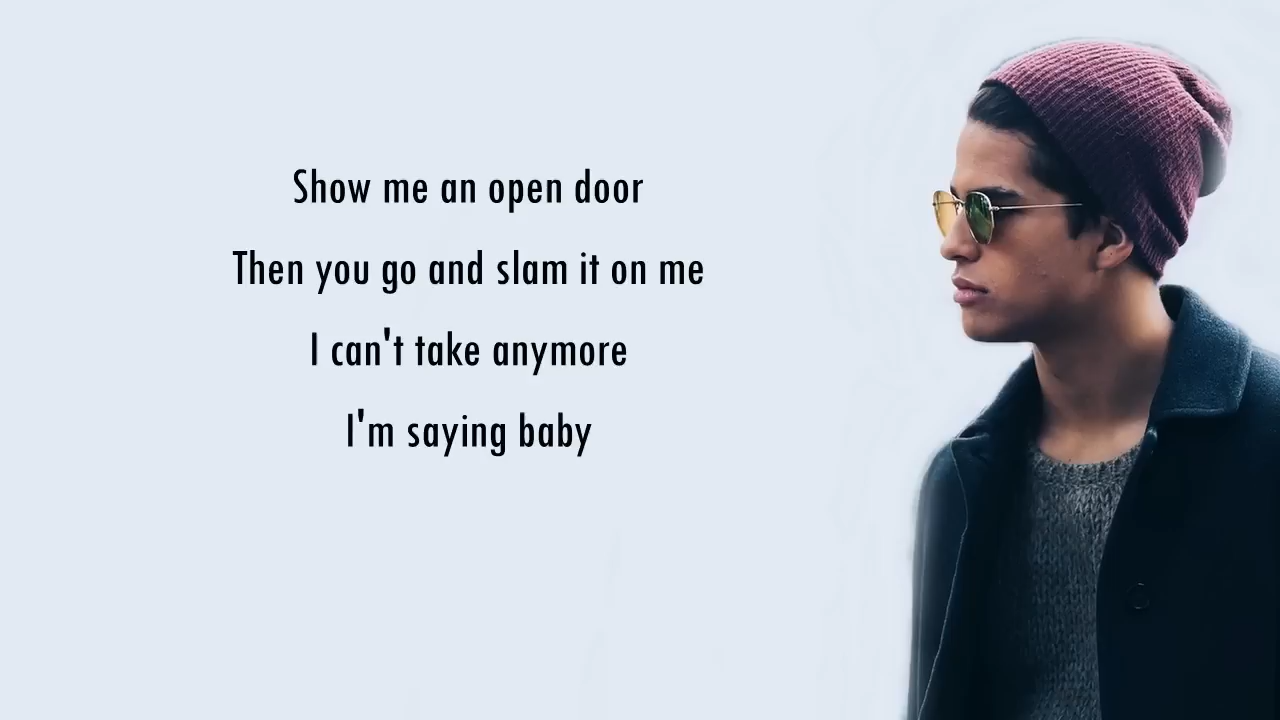 Show me an open door
Then you go and slam it on me
I can't take anymore
I'm saying baby